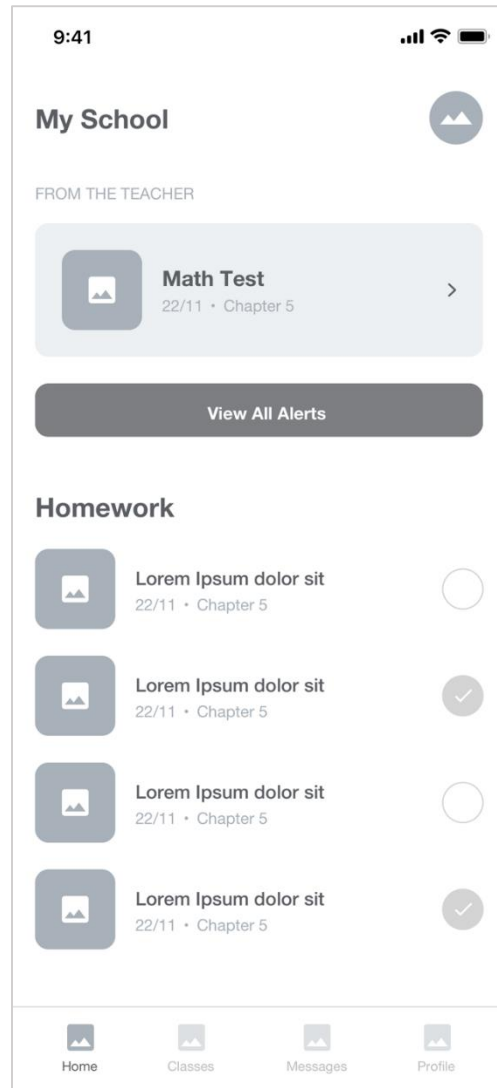 9:41
My School
FROM THE TEACHER
Math Test
22/11 • Chapter 5
View All Alerts
Homework
Lorem Ipsum dolor sit
22/11 • Chapter 5
Lorem Ipsum dolor sit
22/11 • Chapter 5
Lorem Ipsum dolor sit
22/11 • Chapter 5
Lorem Ipsum dolor sit
22/11 • Chapter 5
Home Classes Messages Profile